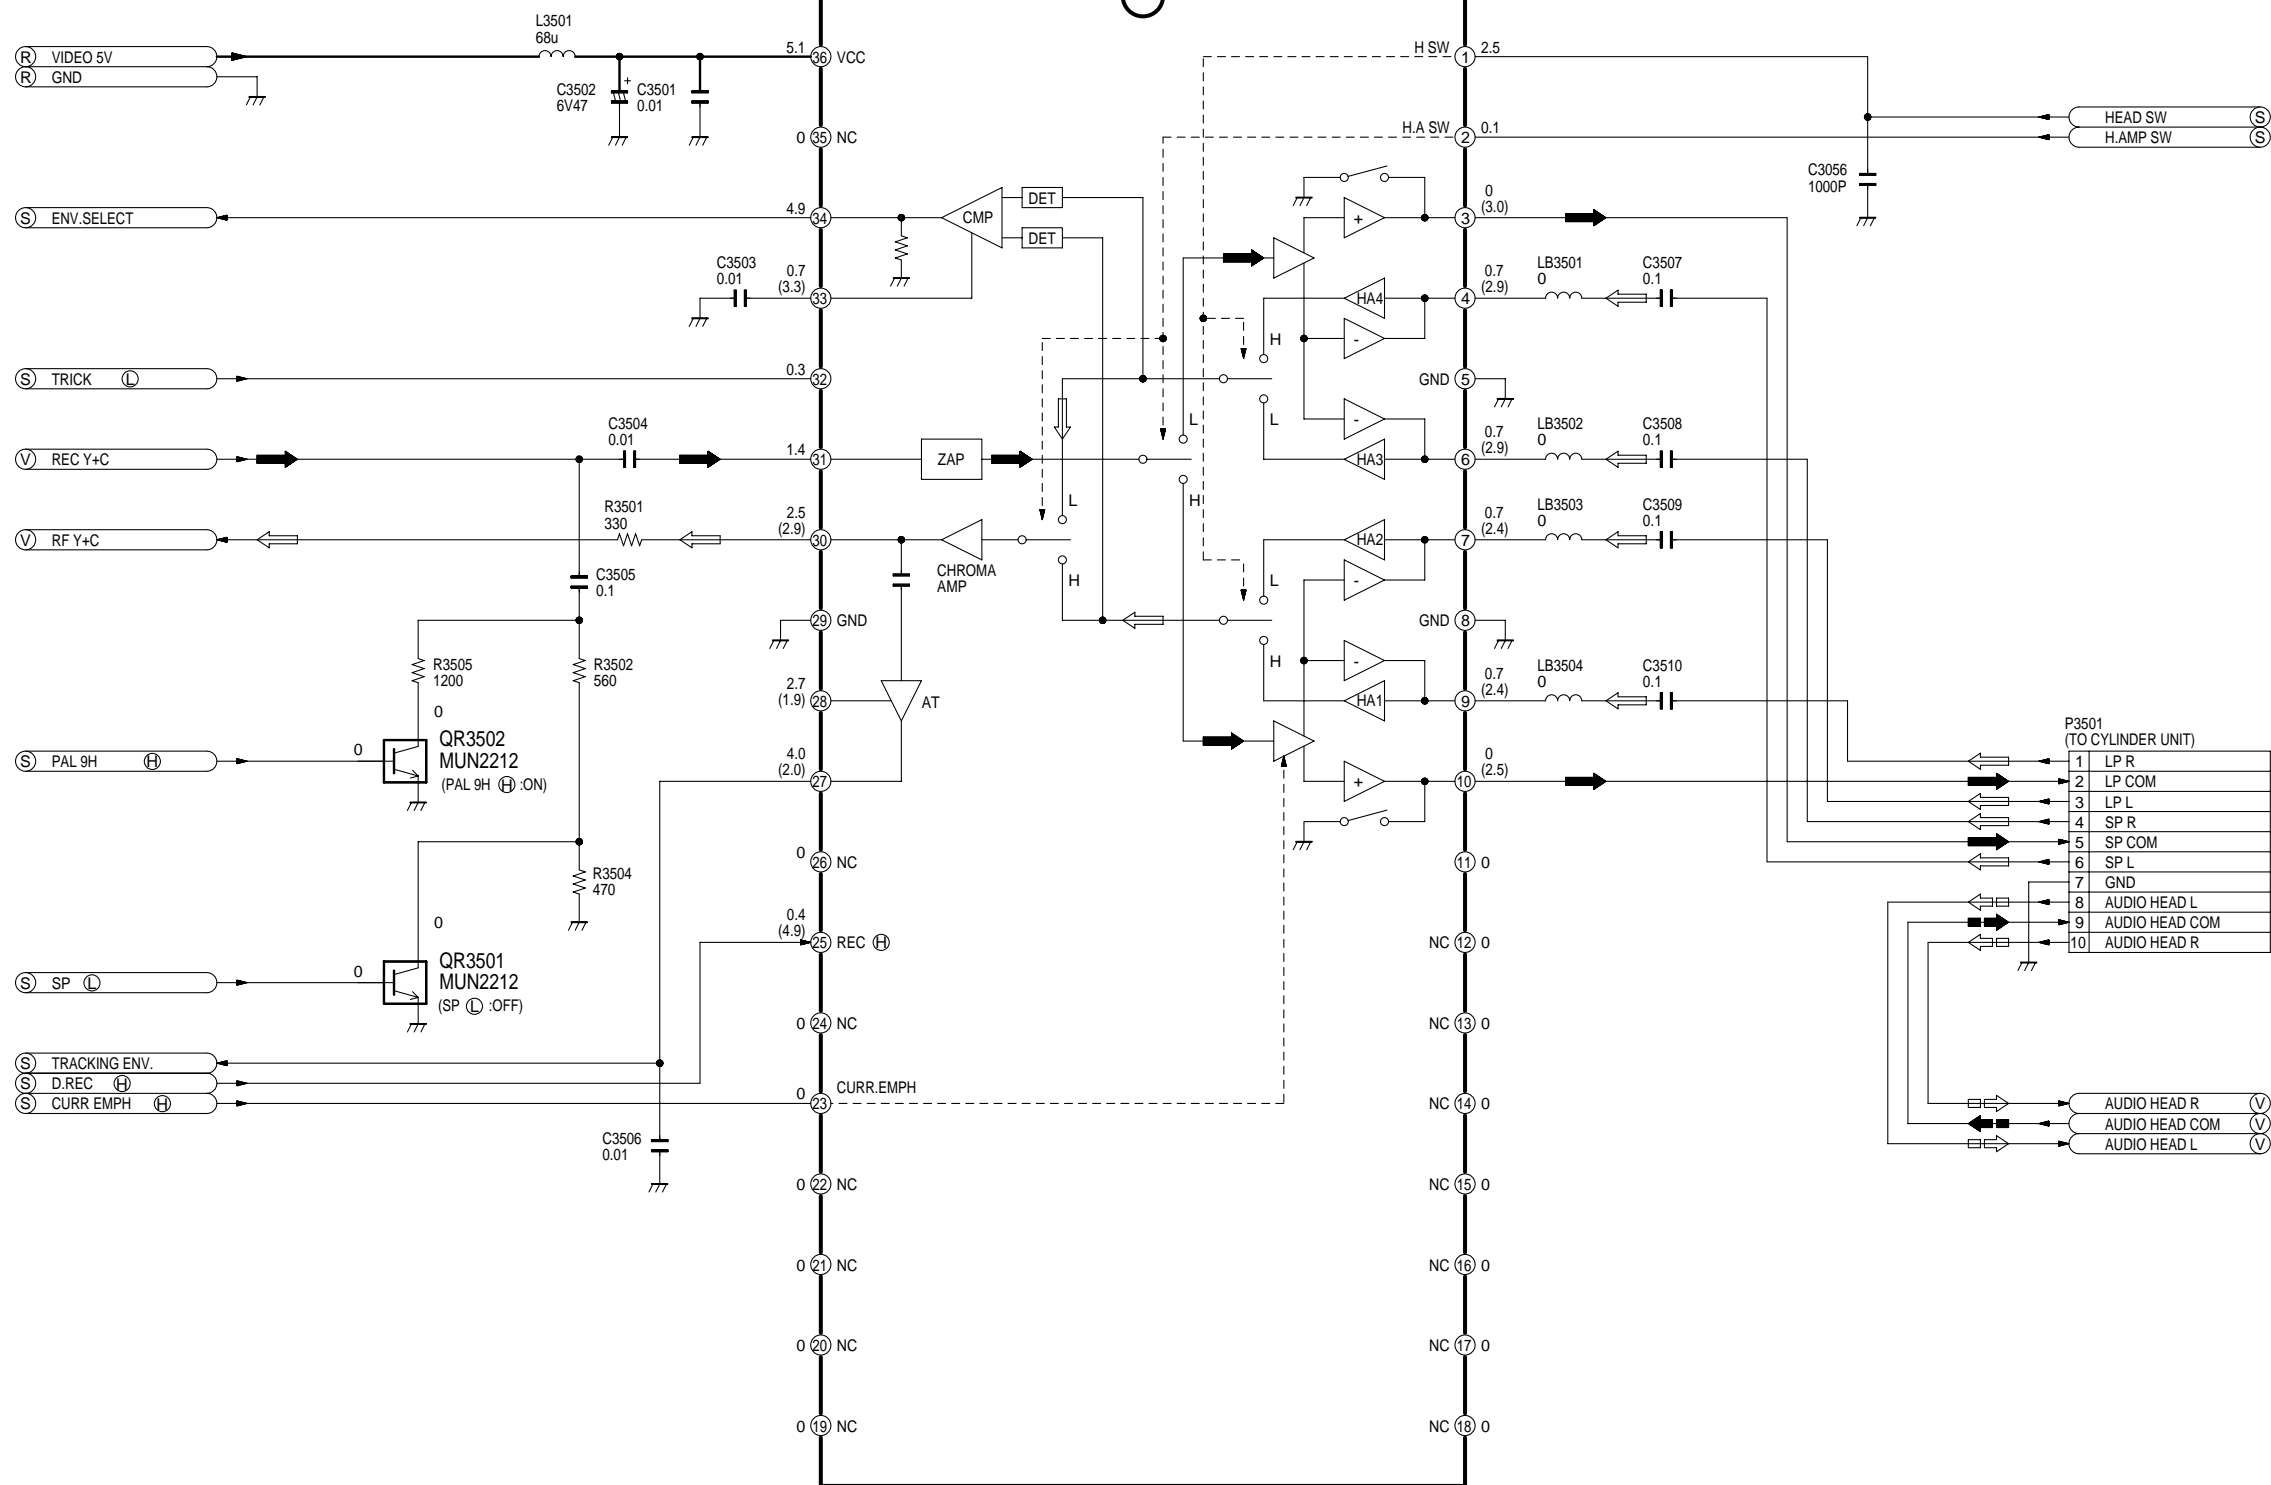 L3501
68u
R VIDEO 5V
R GND
5.1 36 VCC
C3502
6V47
+
C3501
0.01
0 35 NC
H SW 1 2.5
H.A SW 2 0.1
HEAD SW S
H.AMP SW S
C3056
1000P
S ENV.SELECT
4.9 34
CMP
DET
DET
+
0
(3.0)
3
C3503
0.01
0.7
(3.3)
33
HA4
-
0.7
(2.9)
4
LB3501
0
C3507
0.1
H
S TRICK L
0.3 32
GND 5
L
L
-
HA3
0.7
(2.9)
6
LB3502
0
C3508
0.1
C3504
0.01
V REC Y+C
1.4 31
ZAP
H
L
R3501
330
V RF Y+C
2.5
(2.9)
30
CHROMA
AMP
H
HA2
-
L
0.7
(2.4)
7
LB3503
0
C3509
0.1
C3505
0.1
29 GND
GND 8
H
R3505
1200
R3502
560
2.7
(1.9)
28
AT
-
HA1
0.7
(2.4)
9
LB3504
0
C3510
0.1
0
0
QR3502
MUN2212
(PAL 9H H :ON)
S PAL 9H H
4.0
(2.0)
27
+
0
(2.5)
10
P3501
(TO CYLINDER UNIT)
1 LP R
2 LP COM
3 LP L
4 SP R
5 SP COM
6 SP L
7 GND
8 AUDIO HEAD L
9 AUDIO HEAD COM
10 AUDIO HEAD R
0 26 NC
11 0
R3504
470
0.4
(4.9)
25 REC H
NC 12 0
0
0
QR3501
MUN2212
(SP L :OFF)
S SP L
0 24 NC
NC 13 0
S TRACKING ENV.
S D.REC H
S CURR EMPH H
0 23 CURR.EMPH
NC 14 0
AUDIO HEAD R V
AUDIO HEAD COM V
AUDIO HEAD L V
C3506
0.01
0 22 NC
NC 15 0
0 21 NC
NC 16 0
0 20 NC
NC 17 0
0 19 NC
NC 18 0